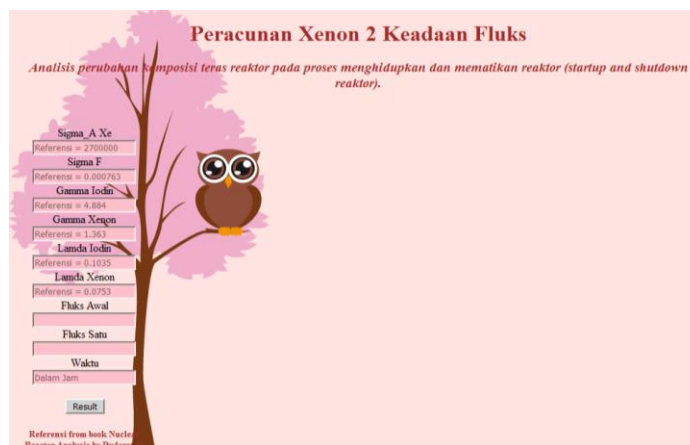 Peracunan Xenon 2 Keadaan Fluks
Analisis perubahan komposisi teras reaktor pada proses menghidupkan dan mematikan reaktor (startup and shutdown
reaktor).
Sigma_A Xe
Referensi = 2700000
Sigma F
Referensi = 0.000763
Gamma Iodin
Referensi = 4.884
Gamma Xenon
Referensi = 1.363
Lamda Iodin
Referensi = 0.1035
Lamda Xenon
Referensi = 0.0753
Fluks Awal
Fluks Satu
Waktu
Dalam Jam
Result
Referensi from book Nuclea
Reactor Analysis by